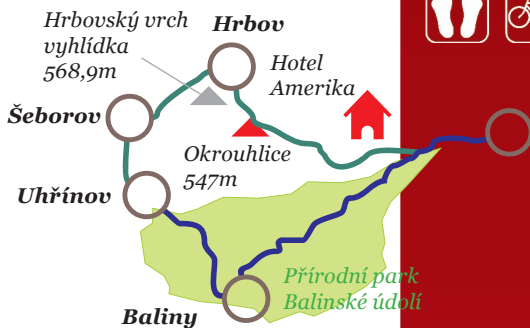 Hrbovský vrch
vyhlídka
568,9m
Hrbov
Hotel
Amerika
Šeborov
Okrouhlice
547m
Uhřínov
Přírodní park
Balinské údolí
Baliny